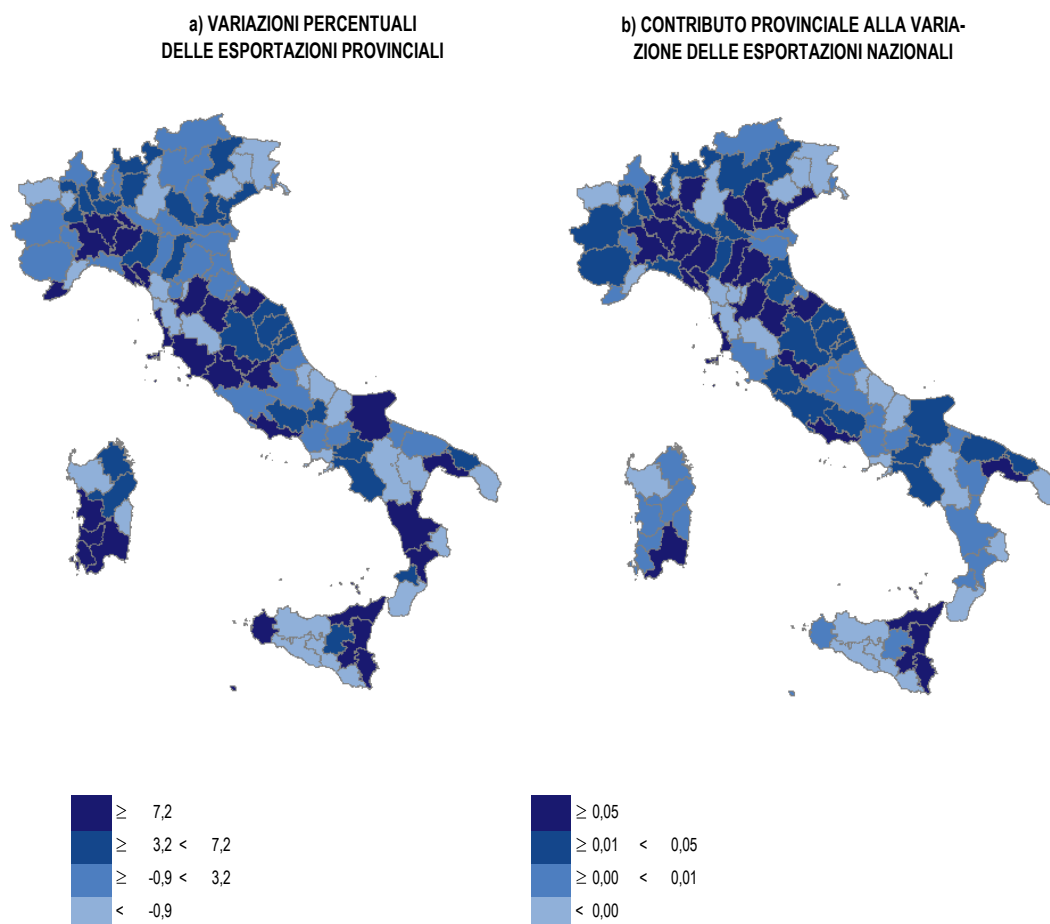 a) VARIAZIONI PERCENTUALI
DELLE ESPORTAZIONI PROVINCIALI
b) CONTRIBUTO PROVINCIALE ALLA VARIA-
ZIONE DELLE ESPORTAZIONI NAZIONALI
≥ 7,2
≥ 3,2 < 7,2
≥ -0,9 < 3,2
< -0,9
≥ 0,05
≥ 0,01 < 0,05
≥ 0,00 < 0,01
< 0,00